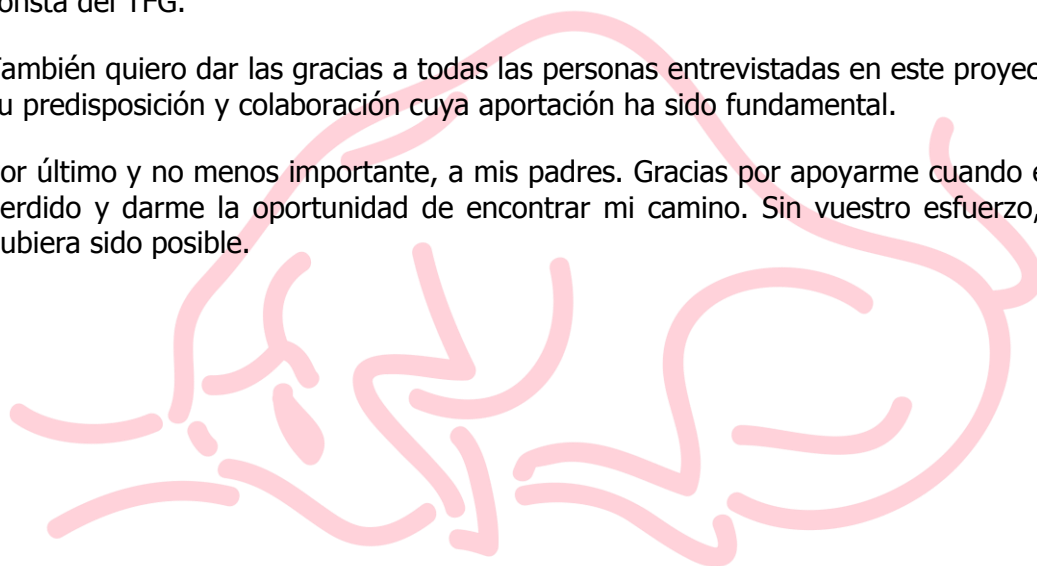 onsta del TFG.
También quiero dar las gracias a todas las personas entrevistadas en este proyec
u predisposición y colaboración cuya aportación ha sido fundamental.
or último y no menos importante, a mis padres. Gracias por apoyarme cuando e
erdido y darme la oportunidad de encontrar mi camino. Sin vuestro esfuerzo,
ubiera sido posible.